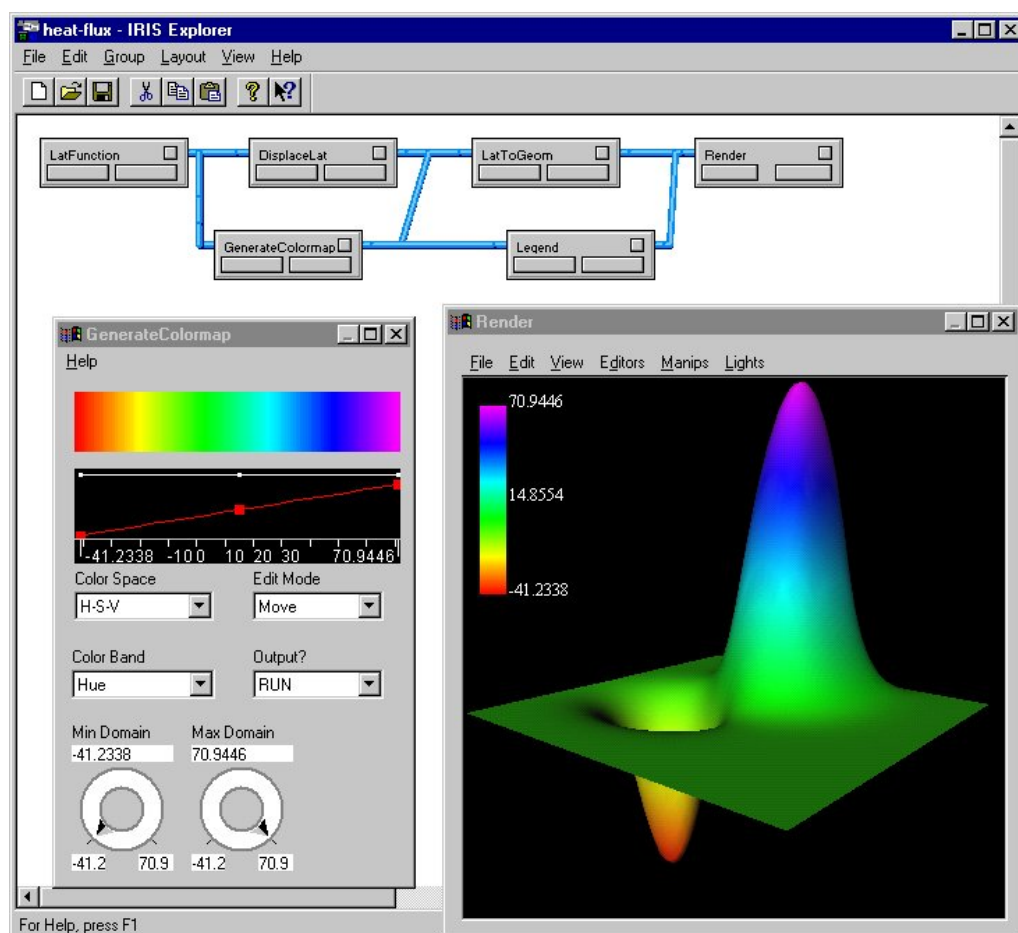 heat-flux - IRIS Explorer
File Edit Group Layout View Help
LatFunction DisplaceLat LatToGeom Render
GenerateColormap Legend
GenerateColormap
Help
-41.2338 -10 0 10 20 30 70.9446
Color Space Edit Mode
H-S-V Move
Color Band Output?
Hue RUN
Min Domain Max Domain
-41.2338 70.9446
-41.2 70.9 -41.2 70.9
Render
File Edit View Editors Manips Lights
70.9446
14.8554
-41.2338
For Help, press F1